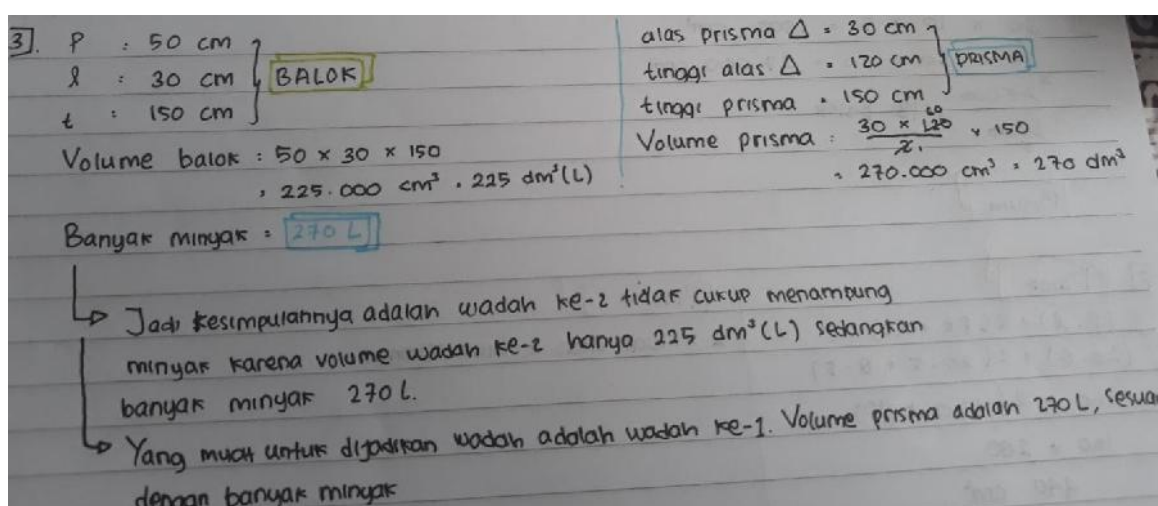 3. P : 50 cm
l : 30 cm
t : 150 cm
BALOK
Volume balok : 50 × 30 × 150
= 225.000 cm³ = 225 dm³ (L)
alas prisma Δ = 30 cm
tinggi alas Δ = 120 cm
tinggi prisma = 150 cm
PRISMA
Volume prisma : 30 × 120 60 / 2 1 × 150
= 270.000 cm³ = 270 dm³
Banyak minyak = 270 L
Jadi kesimpulannya adalah wadah ke-2 tidak cukup menampung
minyak karena volume wadah ke-2 hanya 225 dm³ (L) sedangkan
banyak minyak 270 L.
Yang muat untuk dijadikan wadah adalah wadah ke-1. Volume prisma adalah 270 L, sesuai
dengan banyak minyak